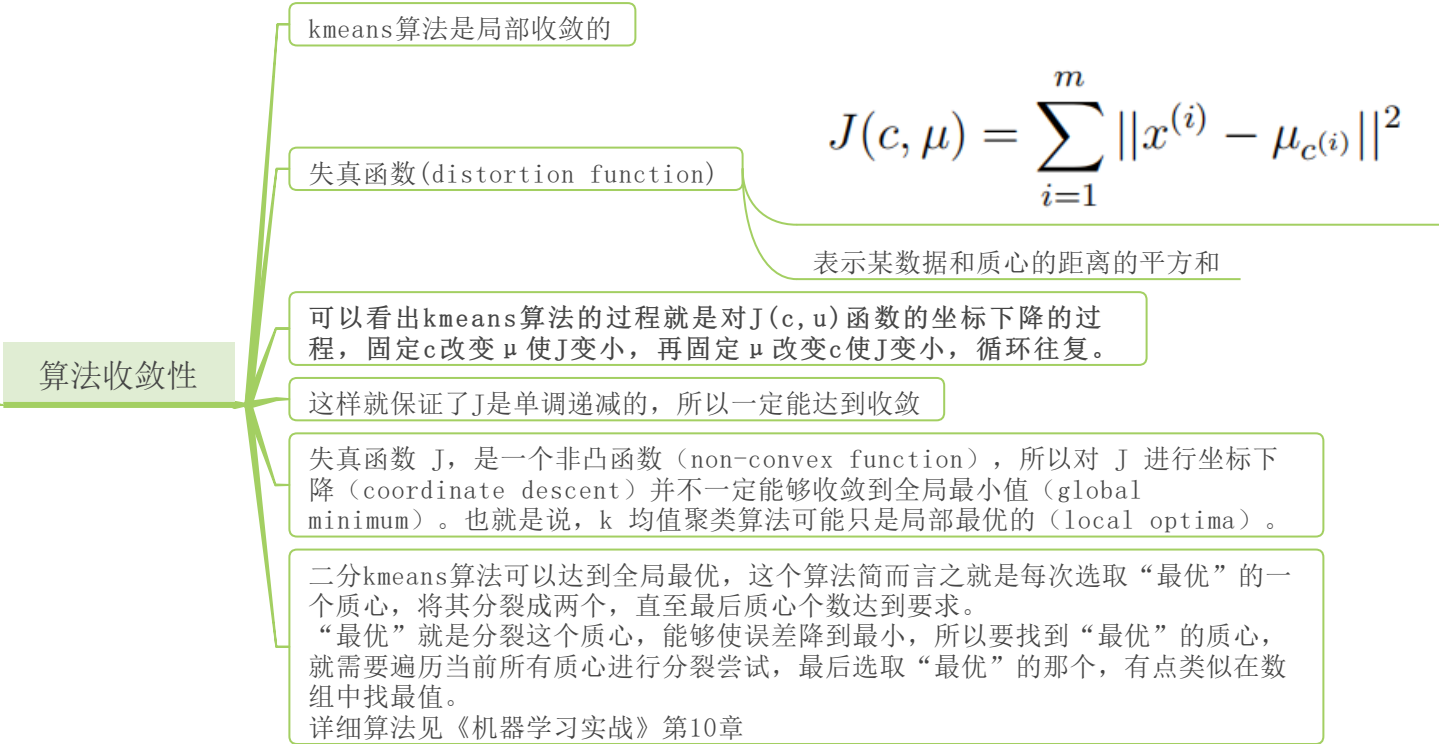 算法收敛性
kmeans算法是局部收敛的
失真函数(distortion function)
J(c, μ) = \sum_{i=1}^{m} ||x^{(i)} − μ_{c^{(i)}}||^2
表示某数据和质心的距离的平方和
可以看出kmeans算法的过程就是对J(c,u)函数的坐标下降的过
程，固定c改变μ使J变小，再固定μ改变c使J变小，循环往复。
这样就保证了J是单调递减的，所以一定能达到收敛
失真函数 J，是一个非凸函数（non-convex function），所以对 J 进行坐标下
降（coordinate descent）并不一定能够收敛到全局最小值（global
minimum）。也就是说，k 均值聚类算法可能只是局部最优的（local optima）。
二分kmeans算法可以达到全局最优，这个算法简而言之就是每次选取“最优”的一
个质心，将其分裂成两个，直至最后质心个数达到要求。
“最优”就是分裂这个质心，能够使误差降到最小，所以要找到“最优”的质心，
就需要遍历当前所有质心进行分裂尝试，最后选取“最优”的那个，有点类似在数
组中找最值。
详细算法见《机器学习实战》第10章